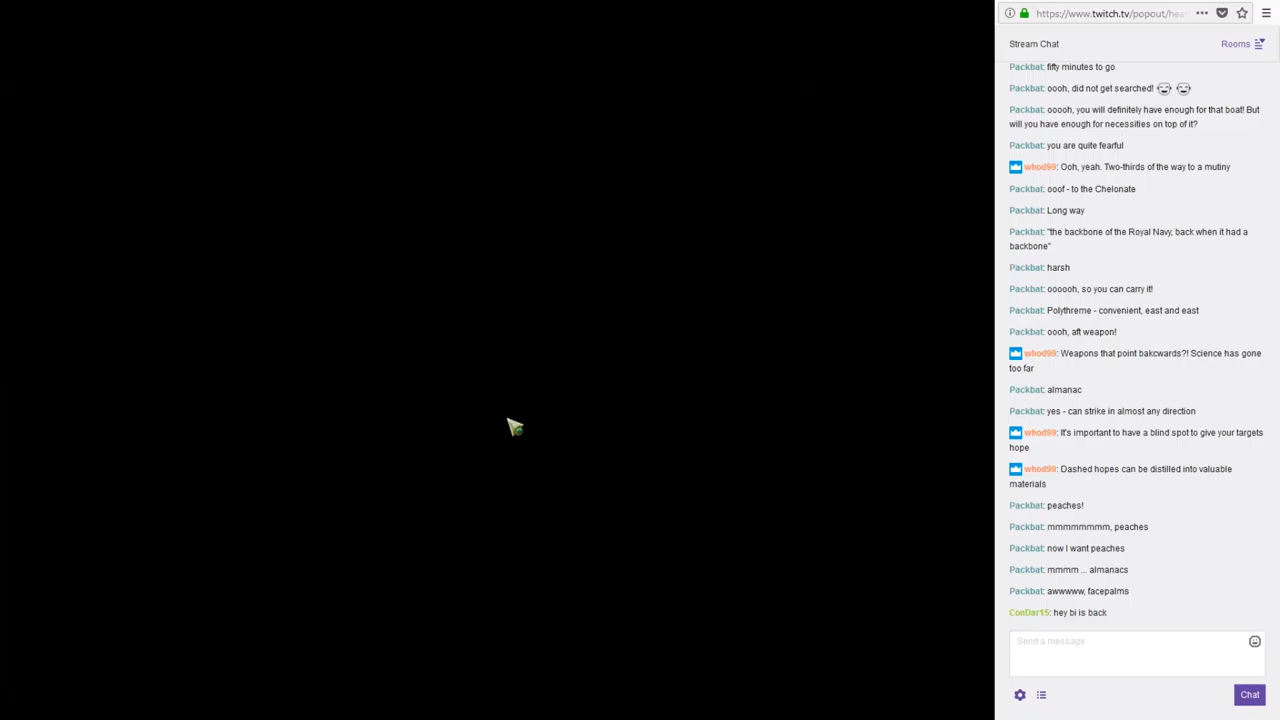 https://www.twitch.tv/popout/hea
Stream Chat
Rooms
Packbat: fifty minutes to go
Packbat: oooh, did not get searched!
Packbat: ooooh, you will definitely have enough for that boat! But
will you have enough for necessities on top of it?
Packbat: you are quite fearful
whod99: Ooh, yeah. Two-thirds of the way to a mutiny
Packbat: ooof - to the Chelonate
Packbat: Long way
Packbat: "the backbone of the Royal Navy, back when it had a
backbone"
Packbat: harsh
Packbat: oooooh, so you can carry it!
Packbat: Polythreme - convenient, east and east
Packbat: oooh, aft weapon!
whod99: Weapons that point bakcwards?! Science has gone
too far
Packbat: almanac
Packbat: yes - can strike in almost any direction
whod99: It's important to have a blind spot to give your targets
hope
whod99: Dashed hopes can be distilled into valuable
materials
Packbat: peaches!
Packbat: mmmmmmmm, peaches
Packbat: now I want peaches
Packbat: mmmm ... almanacs
Packbat: awwwww, facepalms
ConDar15: hey bi is back
Send a message
Chat